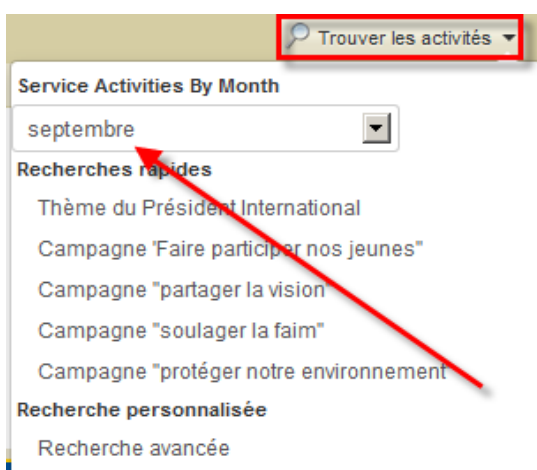 Trouver les activités
Service Activities By Month
septembre
Recherches rapides
Thème du Président International
Campagne 'Faire participer nos jeunes"
Campagne "partager la vision"
Campagne "soulager la faim"
Campagne "protéger notre environnement"
Recherche personnalisée
Recherche avancée